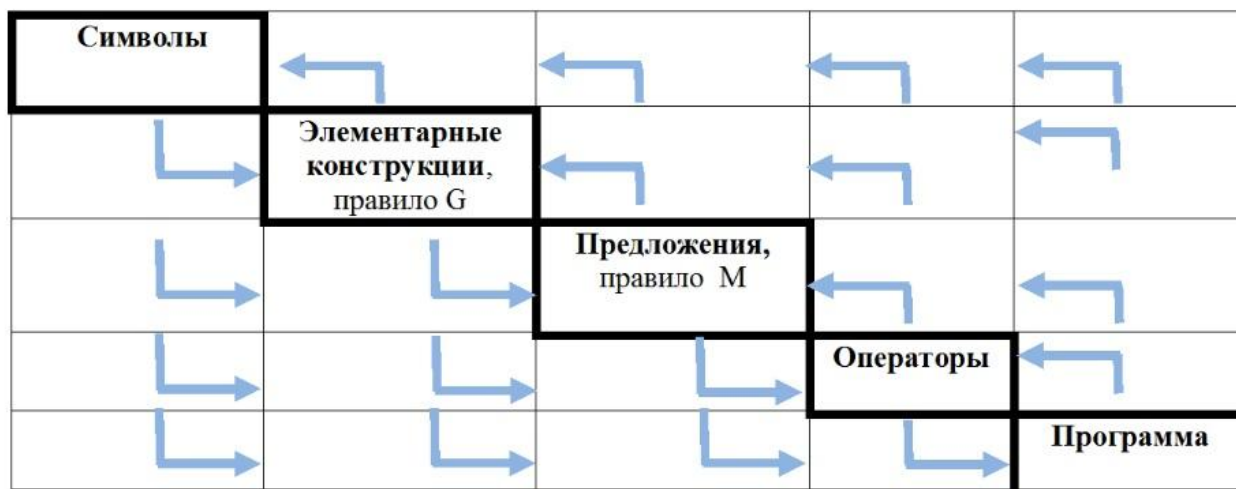 Символы
Элементарные
конструкции,
правило G
Предложения,
правило М
Операторы
Программа